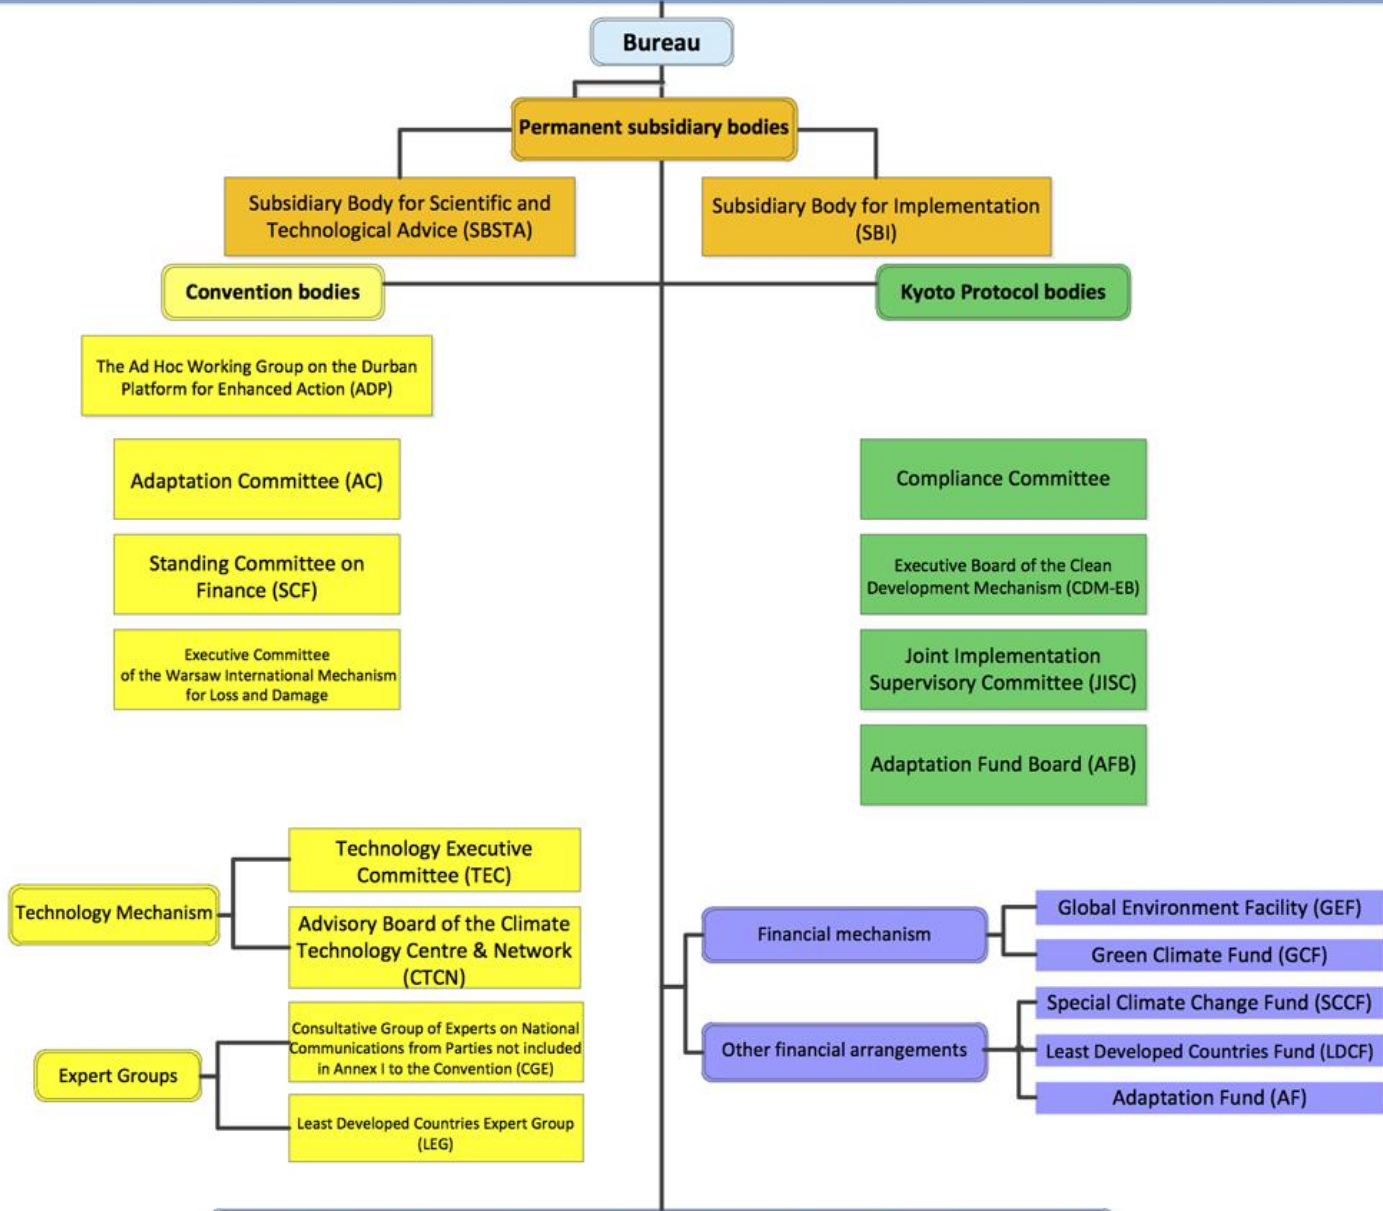 Bureau
Permanent subsidiary bodies
Subsidiary Body for Scientific and
Technological Advice (SBSTA)
Subsidiary Body for Implementation
(SBI)
Convention bodies
Kyoto Protocol bodies
The Ad Hoc Working Group on the Durban
Platform for Enhanced Action (ADP)
Adaptation Committee (AC)
Standing Committee on
Finance (SCF)
Executive Committee
of the Warsaw International Mechanism
for Loss and Damage
Compliance Committee
Executive Board of the Clean
Development Mechanism (CDM-EB)
Joint Implementation
Supervisory Committee (JISC)
Adaptation Fund Board (AFB)
Technology Mechanism
Technology Executive
Committee (TEC)
Advisory Board of the Climate
Technology Centre & Network
(CTCN)
Expert Groups
Consultative Group of Experts on National
Communications from Parties not included
in Annex I to the Convention (CGE)
Least Developed Countries Expert Group
(LEG)
Financial mechanism
Global Environment Facility (GEF)
Green Climate Fund (GCF)
Other financial arrangements
Special Climate Change Fund (SCCF)
Least Developed Countries Fund (LDCF)
Adaptation Fund (AF)